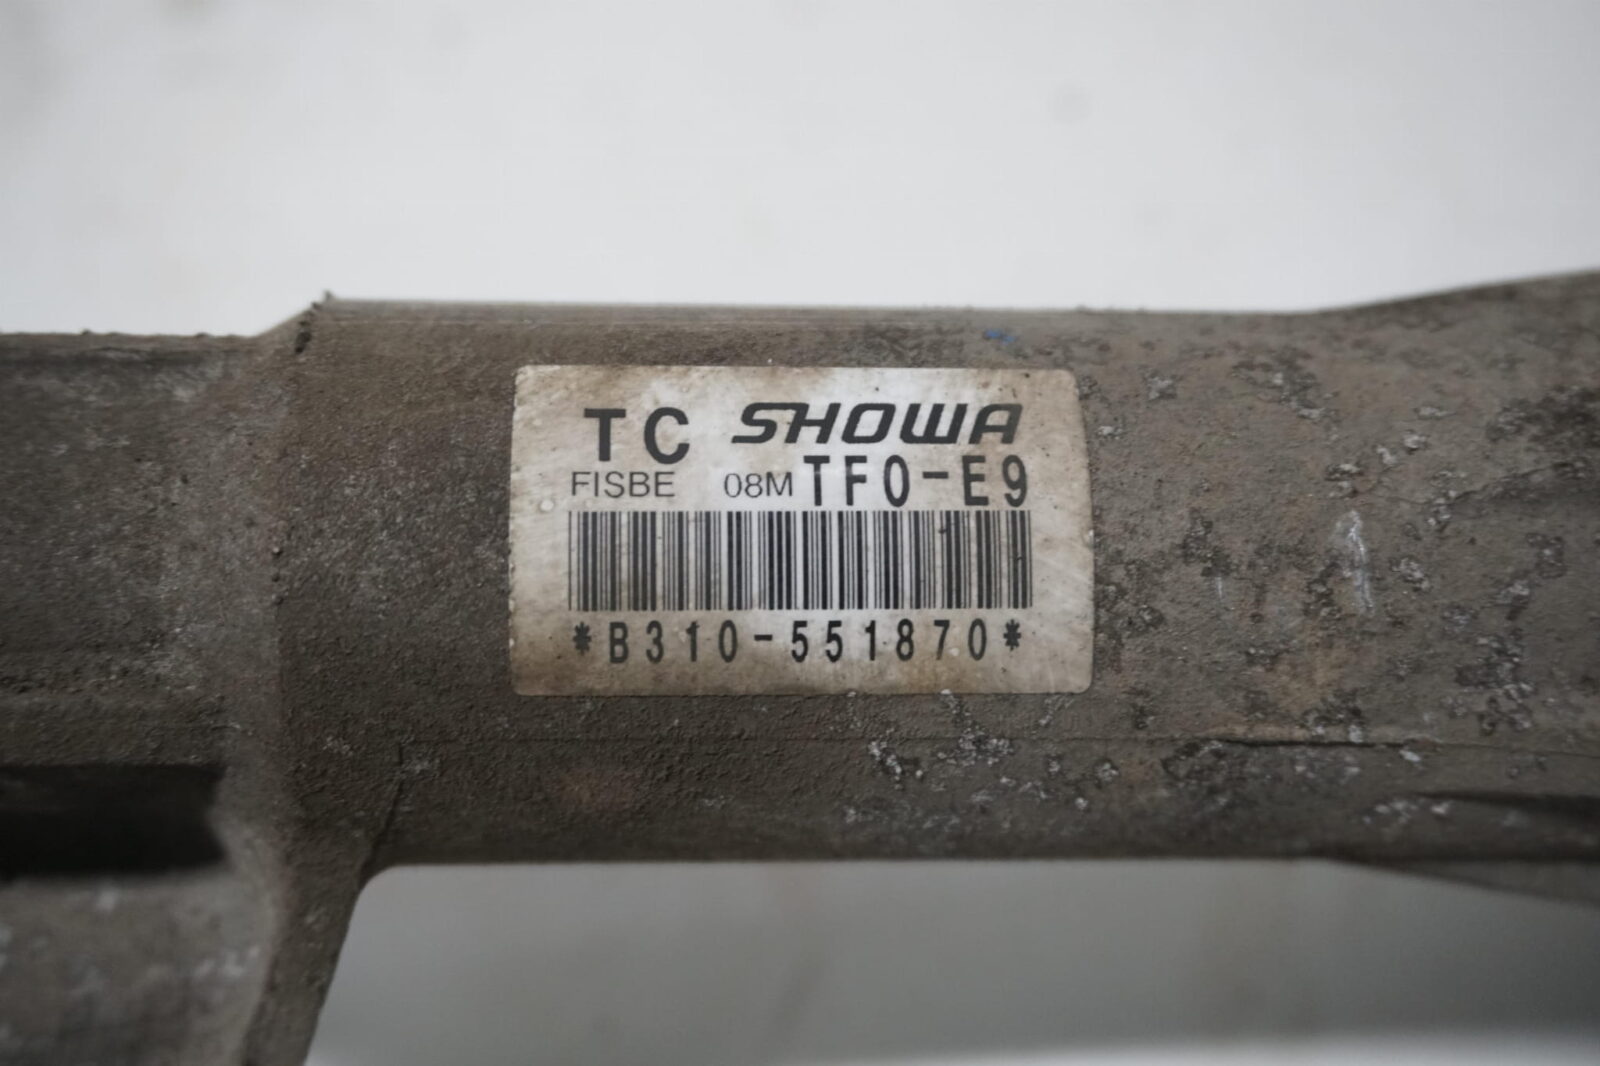 TC SHOWA
FISBE 08M TF0-E9
*B310-551870*